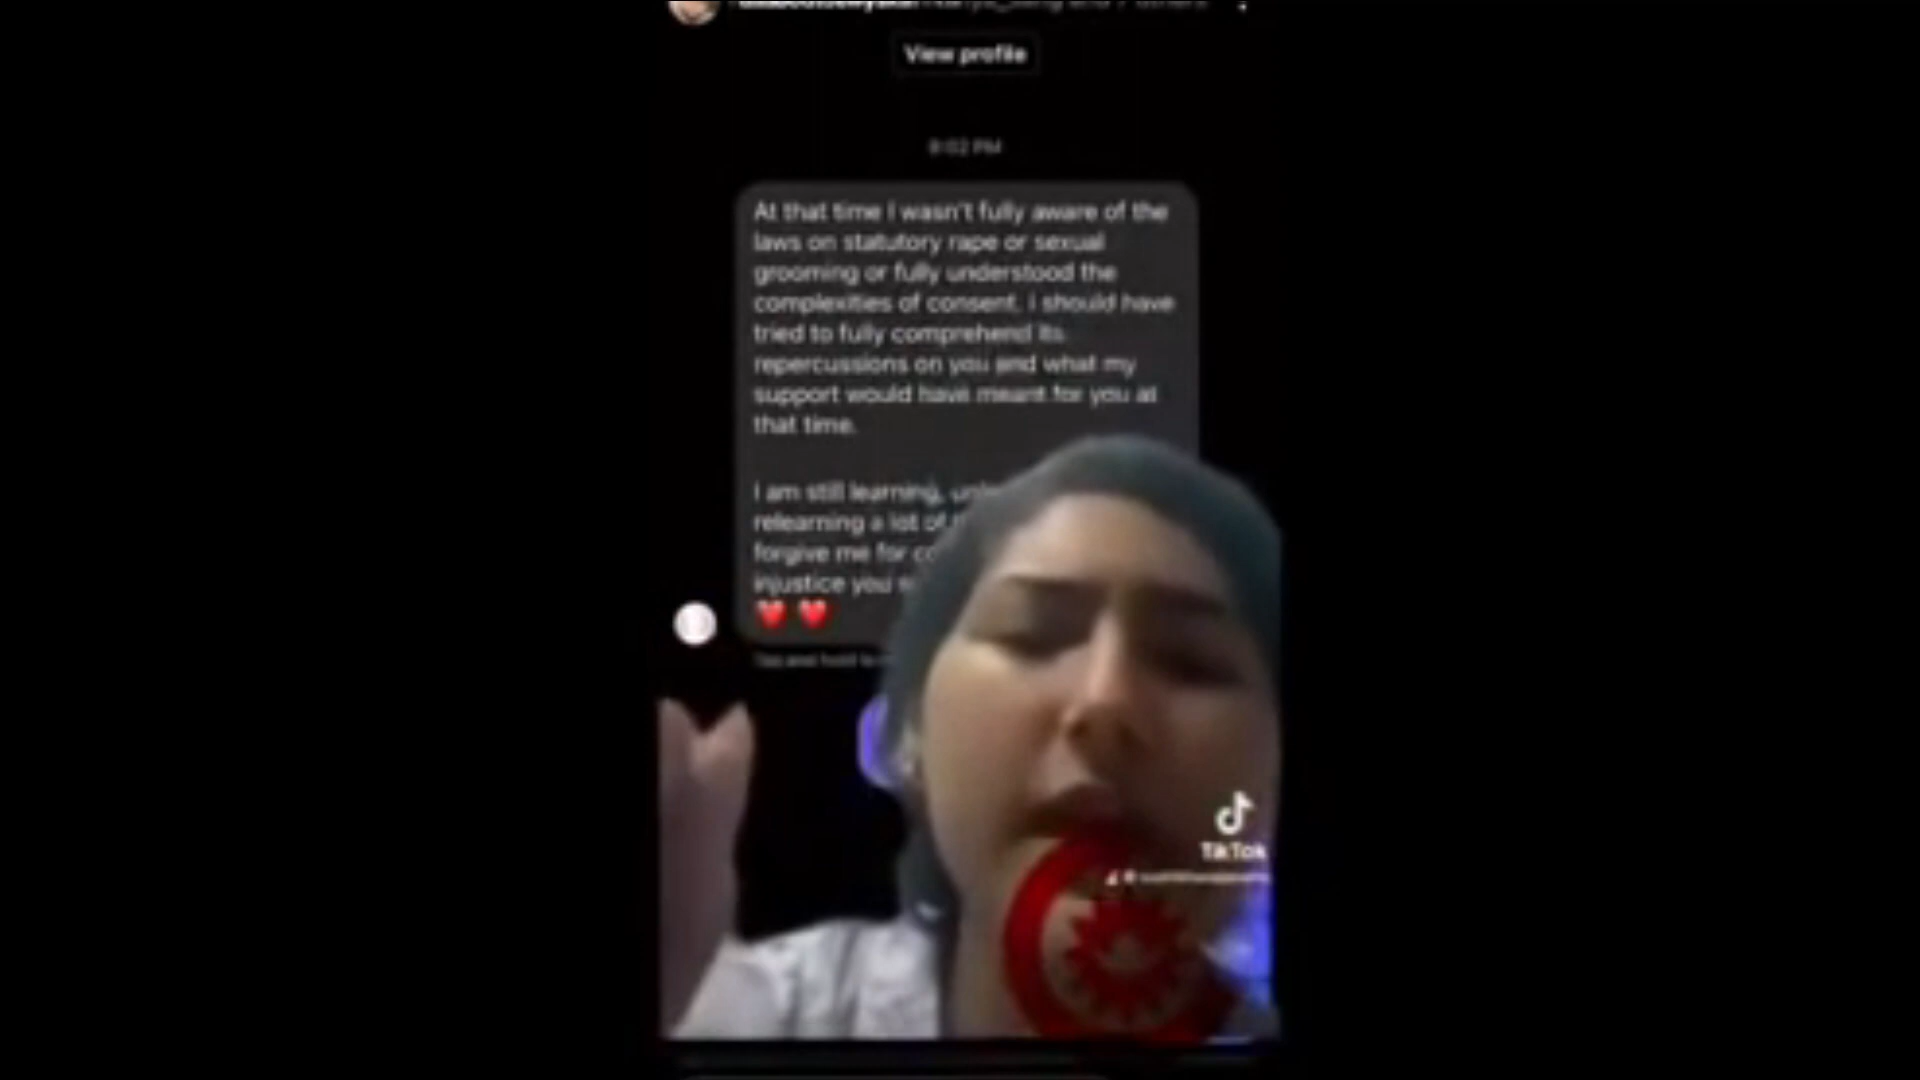 View profile
8:02 PM
At that time I wasn't fully aware of the
laws on statutory rape or sexual
grooming or fully understood the
complexities of consent, i should have
tried to fully comprehend its
repercussions on you and what my
support would have meant for you at
that time.
I am still learning,
relearning a lot of
forgive me for
injustice you
TikTok